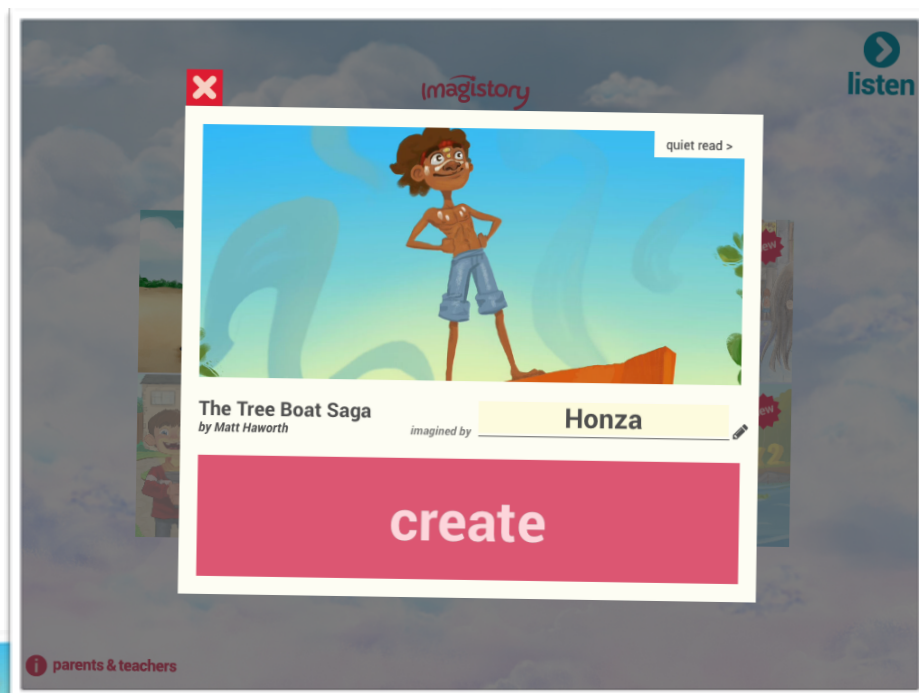 Imagistory
listen
quiet read >
The Tree Boat Saga
by Matt Haworth
imagined by
Honza
create
parents & teachers